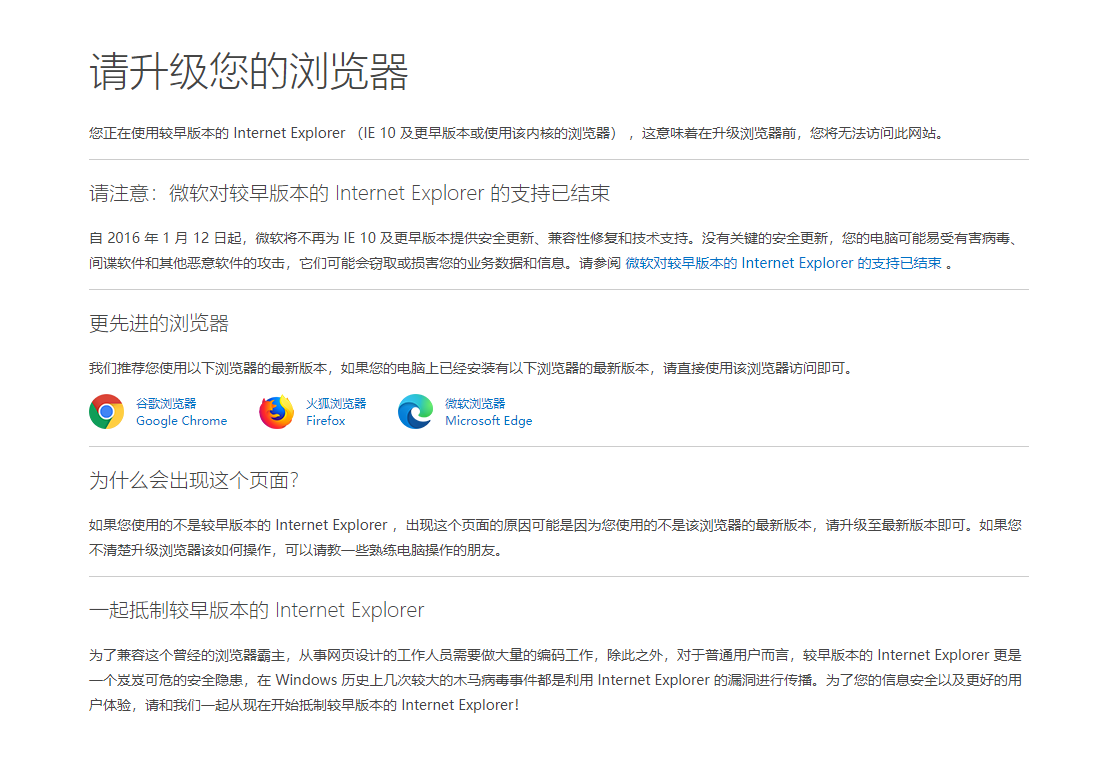 请升级您的浏览器
您正在使用较早版本的 Internet Explorer （IE 10 及更早版本或使用该内核的浏览器），这意味着在升级浏览器前，您将无法访问此网站。
请注意：微软对较早版本的 Internet Explorer 的支持已结束
自 2016 年 1 月 12 日起，微软将不再为 IE 10 及更早版本提供安全更新、兼容性修复和技术支持。没有关键的安全更新，您的电脑可能易受有害病毒、
间谍软件和其他恶意软件的攻击，它们可能会窃取或损害您的业务数据和信息。请参阅 微软对较早版本的 Internet Explorer 的支持已结束 。
更先进的浏览器
我们推荐您使用以下浏览器的最新版本，如果您的电脑上已经安装有以下浏览器的最新版本，请直接使用该浏览器访问即可。
谷歌浏览器
Google Chrome
火狐浏览器
Firefox
微软浏览器
Microsoft Edge
为什么会出现这个页面？
如果您使用的不是较早版本的 Internet Explorer ，出现这个页面的原因可能是因为您使用的不是该浏览器的最新版本，请升级至最新版本即可。如果您
不清楚升级浏览器该如何操作，可以请教一些熟练电脑操作的朋友。
一起抵制较早版本的 Internet Explorer
为了兼容这个曾经的浏览器霸主，从事网页设计的工作人员需要做大量的编码工作，除此之外，对于普通用户而言，较早版本的 Internet Explorer 更是
一个岌岌可危的安全隐患，在 Windows 历史上几次较大的木马病毒事件都是利用 Internet Explorer 的漏洞进行传播。为了您的信息安全以及更好的用
户体验，请和我们一起从现在开始抵制较早版本的 Internet Explorer！